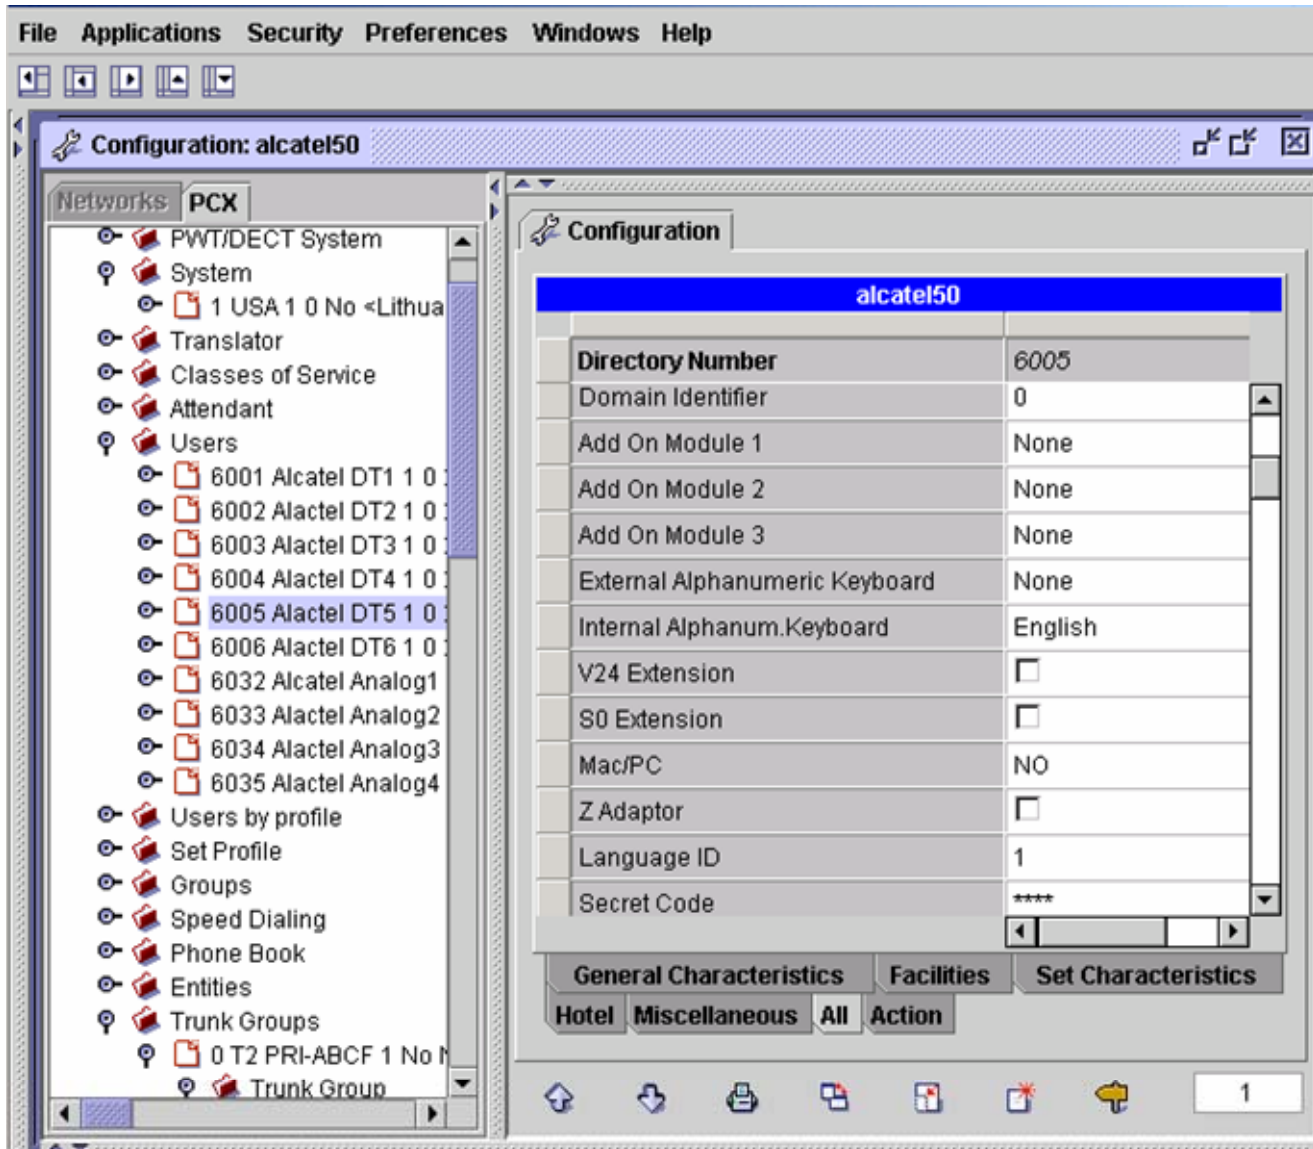 File Applications Security Preferences Windows Help
Configuration: alcatel50
Networks PCX
PWT/DECT System
System
1 USA 1 0 No <Lithua
Translator
Classes of Service
Attendant
Users
6001 Alcatel DT1 1 0
6002 Alactel DT2 1 0
6003 Alactel DT3 1 0
6004 Alactel DT4 1 0
6005 Alactel DT5 1 0
6006 Alactel DT6 1 0
6032 Alcatel Analog1
6033 Alactel Analog2
6034 Alactel Analog3
6035 Alactel Analog4
Users by profile
Set Profile
Groups
Speed Dialing
Phone Book
Entities
Trunk Groups
0 T2 PRI-ABCF 1 No
Trunk Group
Configuration
alcatel50
Directory Number 6005
Domain Identifier 0
Add On Module 1 None
Add On Module 2 None
Add On Module 3 None
External Alphanumeric Keyboard None
Internal Alphanum.Keyboard English
V24 Extension
S0 Extension
Mac/PC NO
Z Adaptor
Language ID 1
Secret Code ****
General Characteristics Facilities Set Characteristics
Hotel Miscellaneous All Action
1